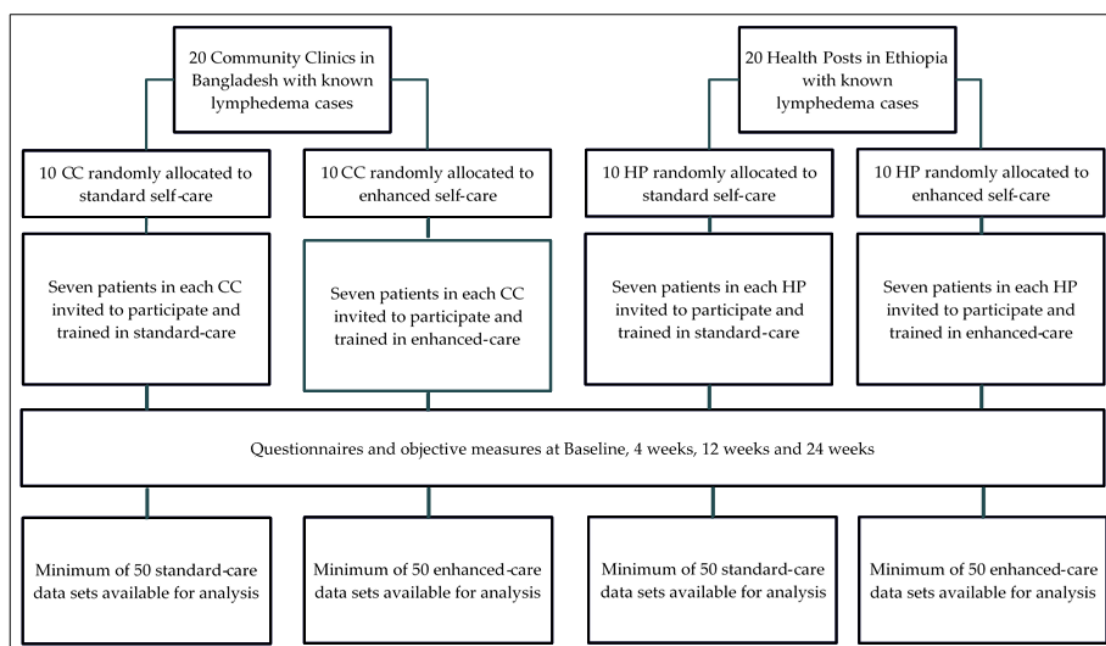 20 Community Clinics in
Bangladesh with known
lymphedema cases
20 Health Posts in Ethiopia
with known
lymphedema cases
10 CC randomly allocated to
standard self-care
10 CC randomly allocated to
enhanced self-care
10 HP randomly allocated to
standard self-care
10 HP randomly allocated to
enhanced self-care
Seven patients in each CC
invited to participate and
trained in standard-care
Seven patients in each CC
invited to participate and
trained in enhanced-care
Seven patients in each HP
invited to participate and
trained in standard-care
Seven patients in each HP
invited to participate and
trained in enhanced-care
Questionnaires and objective measures at Baseline, 4 weeks, 12 weeks and 24 weeks
Minimum of 50 standard-care
data sets available for analysis
Minimum of 50 enhanced-care
data sets available for analysis
Minimum of 50 standard-care
data sets available for analysis
Minimum of 50 enhanced-care
data sets available for analysis